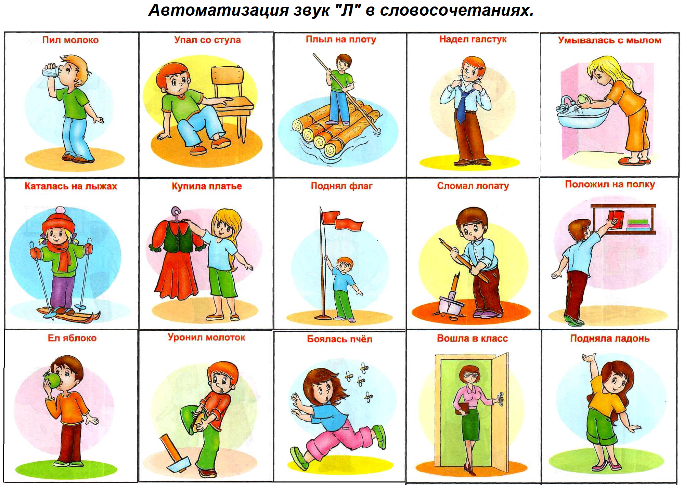 Автоматизация звук "Л" в словосочетаниях.
Пил молоко
Упал со стула
Плыл на плоту
Надел галстук
Умывалась с мылом
Каталась на лыжах
Купила платье
Поднял флаг
Сломал лопату
Положил на полку
Ел яблоко
Уронил молоток
Боялась пчёл
Вошла в класс
Подняла ладонь